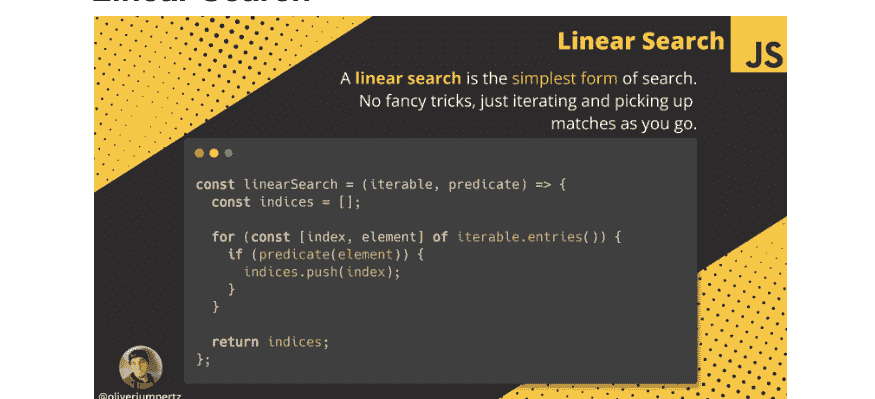 Linear Search
Linear Search
JS
A linear search is the simplest form of search.
No fancy tricks, just iterating and picking up
matches as you go.
const linearSearch = (iterable, predicate) => {
  const indices = [];

  for (const [index, element] of iterable.entries()) {
    if (predicate(element)) {
      indices.push(index);
    }
  }

  return indices;
};
@oliverjumpertz